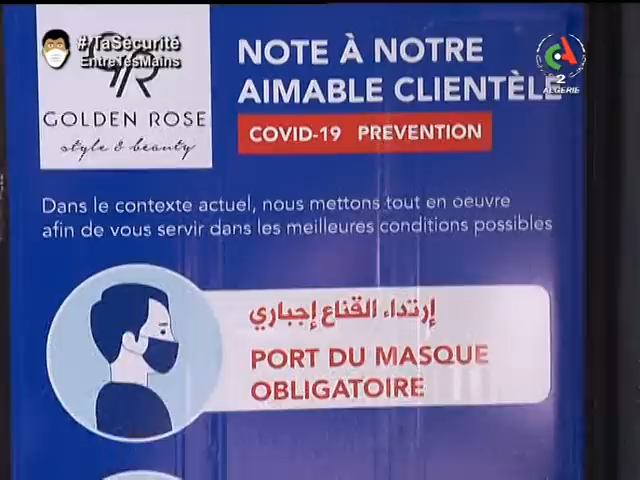 #TaSécurité
EntreTesMains
GR
GOLDEN ROSE
style & beauty
NOTE À NOTRE
AIMABLE CLIENTÈLE
COVID-19 PREVENTION
2
ALGERIE
Dans le contexte actuel, nous mettons tout en oeuvre
afin de vous servir dans les meilleures conditions possibles
إرتداء القناع إجباري
PORT DU MASQUE
OBLIGATOIRE